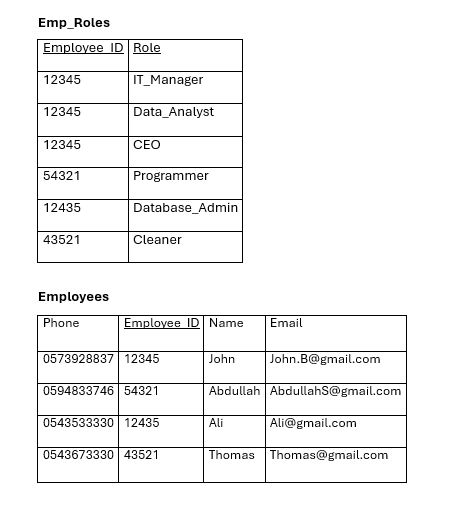 Emp_Roles
Employee_ID Role
12345 IT_Manager
12345 Data_Analyst
12345 CEO
54321 Programmer
12435 Database_Admin
43521 Cleaner
Employees
Phone Employee_ID Name Email
0573928837 12345 John John.B@gmail.com
0594833746 54321 Abdullah AbdullahS@gmail.com
0543533330 12435 Ali Ali@gmail.com
0543673330 43521 Thomas Thomas@gmail.com